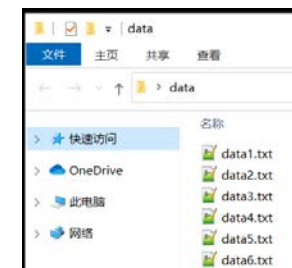 data
文件 主页 共享 查看
data
名称
快速访问
OneDrive
此电脑
网络
data1.txt
data2.txt
data3.txt
data4.txt
data5.txt
data6.txt